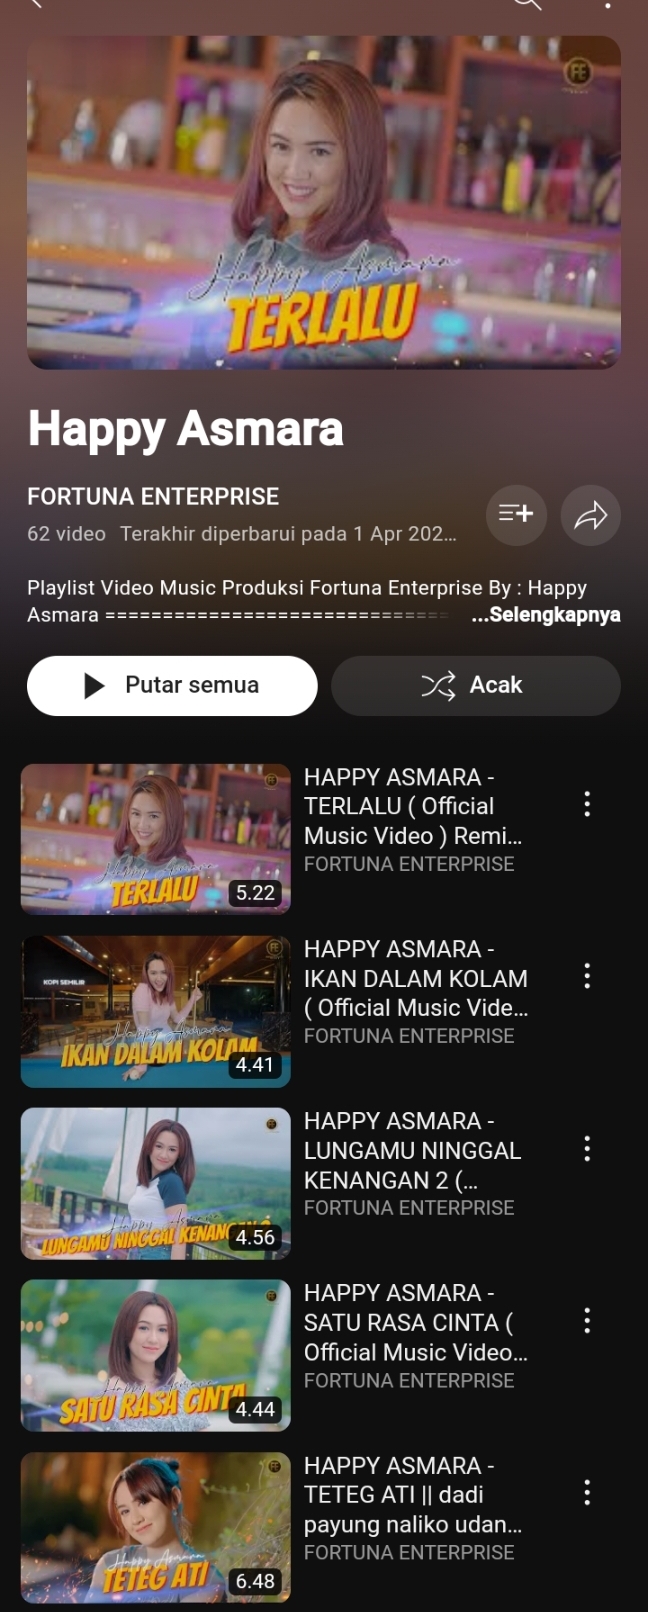 FE
Happy Asmara
TERLALU
Happy Asmara
FORTUNA ENTERPRISE
62 video Terakhir diperbarui pada 1 Apr 202...
Playlist Video Music Produksi Fortuna Enterprise By : Happy
Asmara ============================== ...Selengkapnya
Putar semua
Acak
HAPPY ASMARA -
TERLALU ( Official
Music Video ) Remi...
FORTUNA ENTERPRISE
Happy Asmara
TERLALU
5.22
HAPPY ASMARA -
IKAN DALAM KOLAM
( Official Music Vide...
FORTUNA ENTERPRISE
KOPI SEMILIR
FE
Happy Asmara
IKAN DALAM KOLAM
4.41
HAPPY ASMARA -
LUNGAMU NINGGAL
KENANGAN 2 (...
FORTUNA ENTERPRISE
Happy Asmara
LUNGAMU NINGGAL KENANGAN 2
4.56
HAPPY ASMARA -
SATU RASA CINTA (
Official Music Video...
FORTUNA ENTERPRISE
Happy Asmara
SATU RASA CINTA
4.44
HAPPY ASMARA -
TETEG ATI || dadi
payung naliko udan...
FORTUNA ENTERPRISE
Happy Asmara
TETEG ATI
6.48